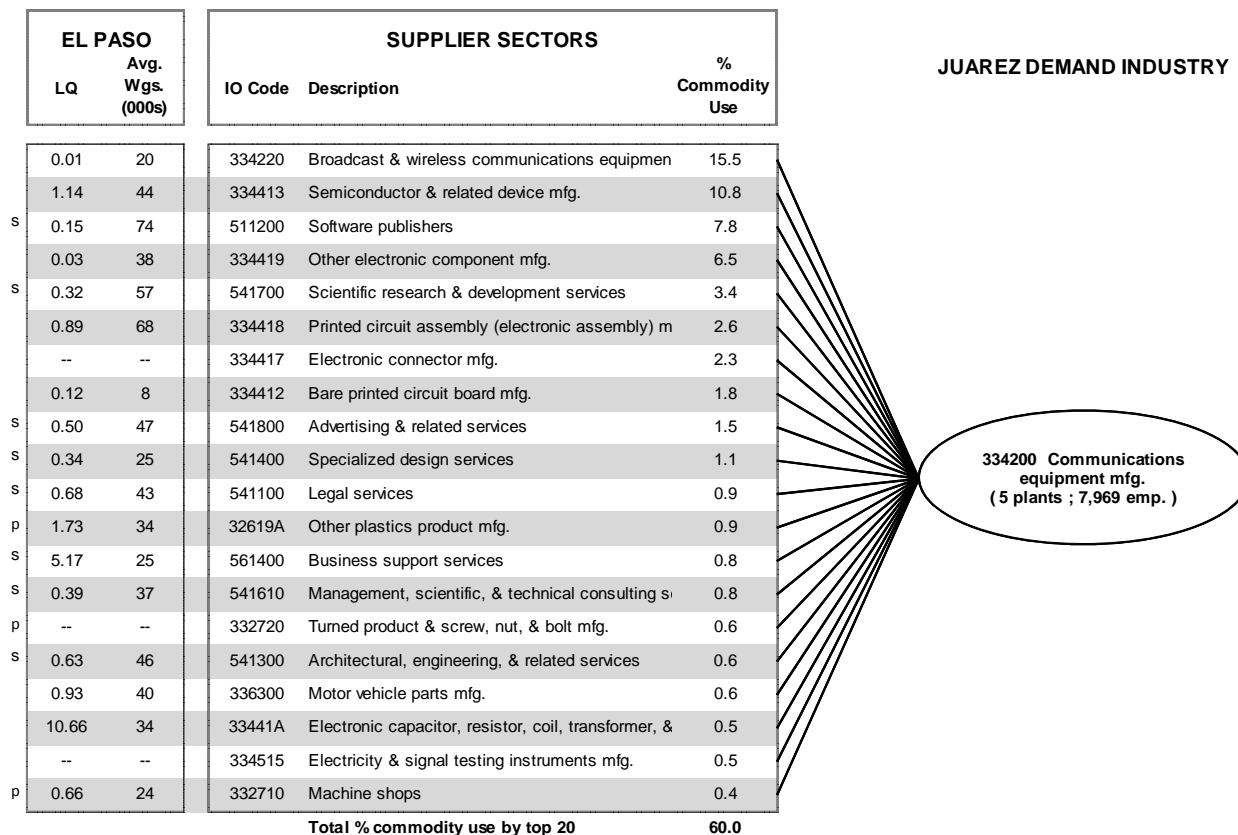 EL PASO
SUPPLIER SECTORS
JUAREZ DEMAND INDUSTRY
LQ Avg. Wgs. (000s) IO Code Description % Commodity Use
0.01 20 334220 Broadcast & wireless communications equipmen 15.5
1.14 44 334413 Semiconductor & related device mfg. 10.8
s 0.15 74 511200 Software publishers 7.8
0.03 38 334419 Other electronic component mfg. 6.5
s 0.32 57 541700 Scientific research & development services 3.4
0.89 68 334418 Printed circuit assembly (electronic assembly) m 2.6
-- -- 334417 Electronic connector mfg. 2.3
0.12 8 334412 Bare printed circuit board mfg. 1.8
s 0.50 47 541800 Advertising & related services 1.5
s 0.34 25 541400 Specialized design services 1.1
s 0.68 43 541100 Legal services 0.9
p 1.73 34 32619A Other plastics product mfg. 0.9
s 5.17 25 561400 Business support services 0.8
s 0.39 37 541610 Management, scientific, & technical consulting s 0.8
p -- -- 332720 Turned product & screw, nut, & bolt mfg. 0.6
s 0.63 46 541300 Architectural, engineering, & related services 0.6
0.93 40 336300 Motor vehicle parts mfg. 0.6
10.66 34 33441A Electronic capacitor, resistor, coil, transformer, & 0.5
-- -- 334515 Electricity & signal testing instruments mfg. 0.5
p 0.66 24 332710 Machine shops 0.4
Total % commodity use by top 20 60.0
334200 Communications
equipment mfg.
( 5 plants ; 7,969 emp. )